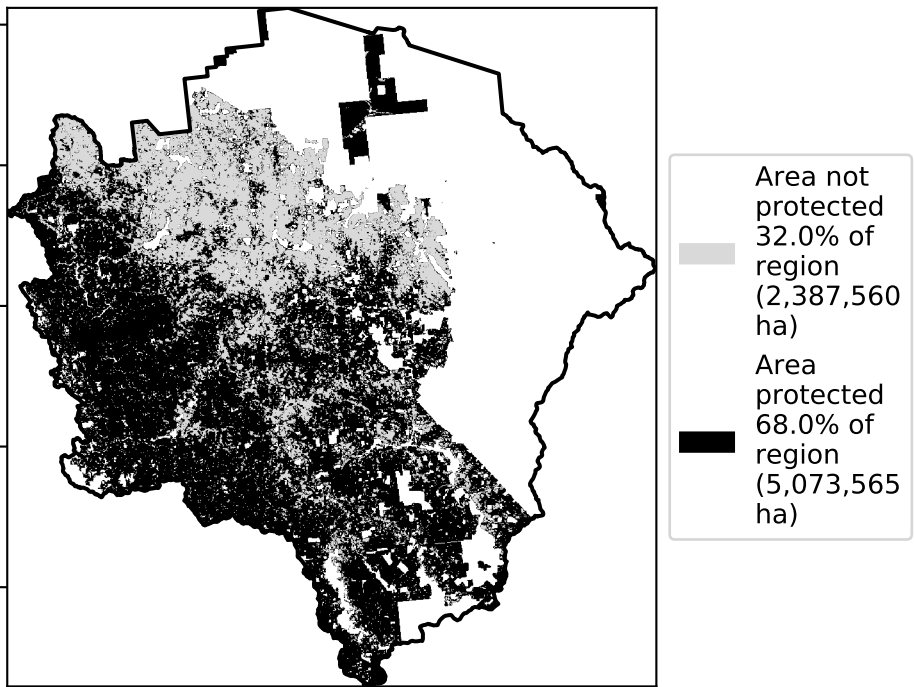 Area not
protected
32.0% of
region
(2,387,560
ha)
Area
protected
68.0% of
region
(5,073,565
ha)